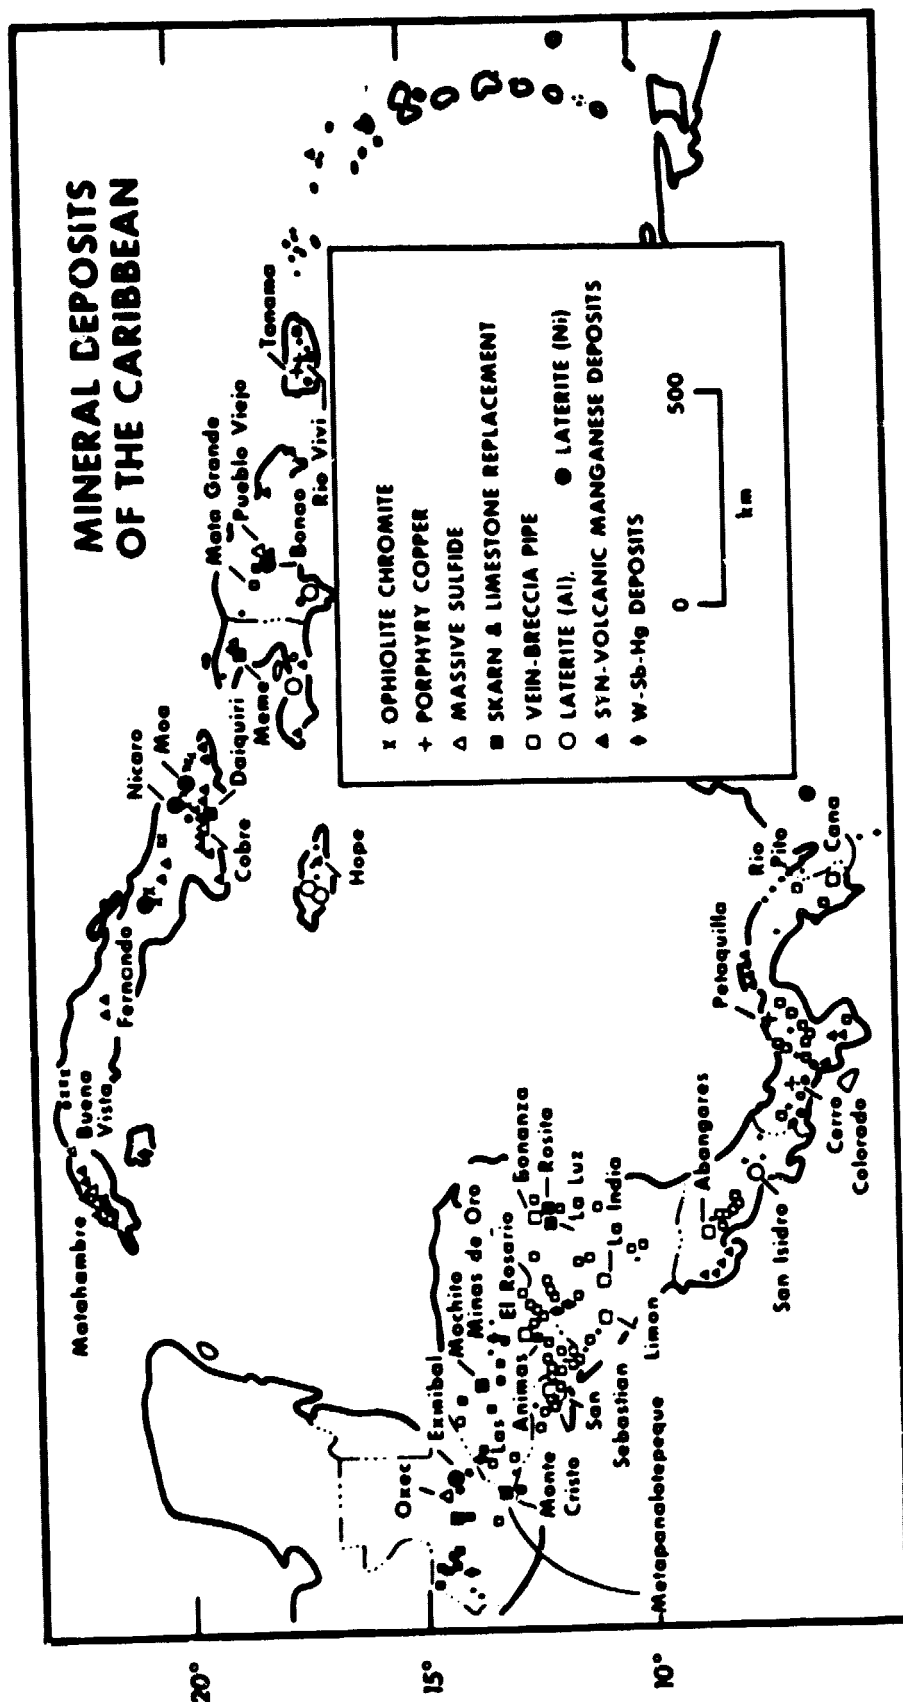 MINERAL DEPOSITS
OF THE CARIBBEAN
Matahambre
Buena
Vista
Fernando
Nicaro
Moa
Cobre
Daiquiri
Meme
Mata Grande
Pueblo Viejo
Bonao
Rio Vivi
Tanama
Hope
x OPHIOLITE CHROMITE
+ PORPHYRY COPPER
△ MASSIVE SULFIDE
■ SKARN & LIMESTONE REPLACEMENT
□ VEIN-BRECCIA PIPE
○ LATERITE (Al). ● LATERITE (Ni)
▲ SYN-VOLCANIC MANGANESE DEPOSITS
♦ W-Sb-Hg DEPOSITS
0 500
km
Oxec
Exmibal
Mochito
Minas de Oro
El Rosario
Las
Animas
Bonanza
Rosita
La Luz
La India
Monte
Cristo
San
Sebastian
Limon
Metapanalotepeque
Abangares
San Isidro
Cerro
Colorado
Petaquilla
Rio
Pito
Cana
20°
15°
10°